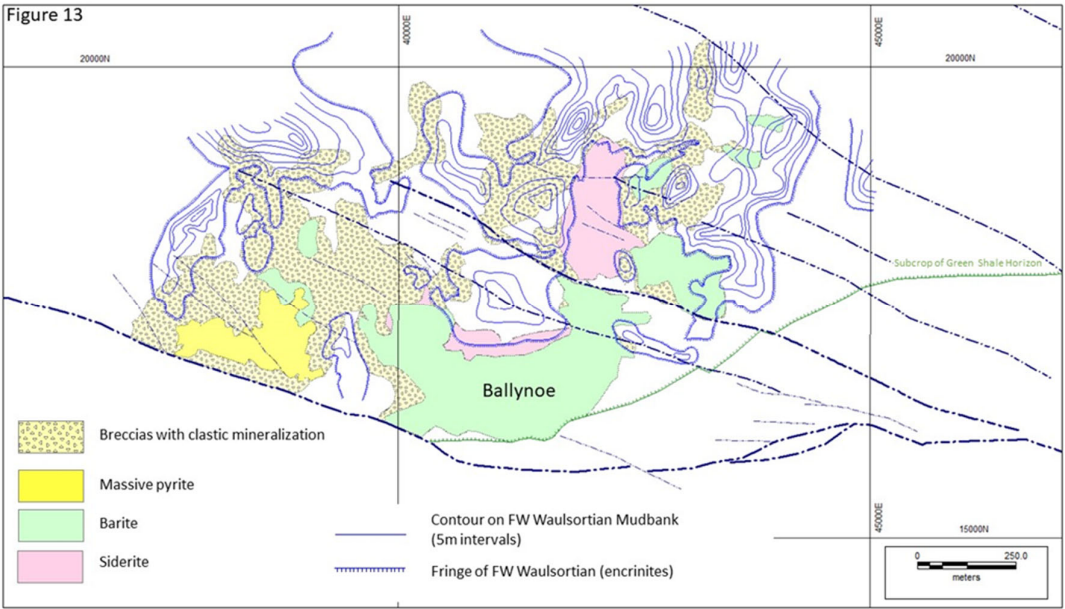 Figure 13
40000E
45000E
20000N
20000N
Subcrop of Green Shale Horizon
Ballynoe
Breccias with clastic mineralization
Massive pyrite
Barite
Siderite
Contour on FW Waulsortian Mudbank
(5m intervals)
Fringe of FW Waulsortian (encrinites)
45000E
15000N
0 250.0
meters